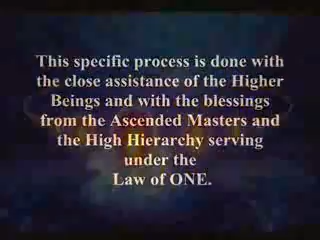 This specific process is done with
the close assistance of the Higher
Beings and with the blessings
from the Ascended Masters and
the High Hierarchy serving
under the
Law of ONE.